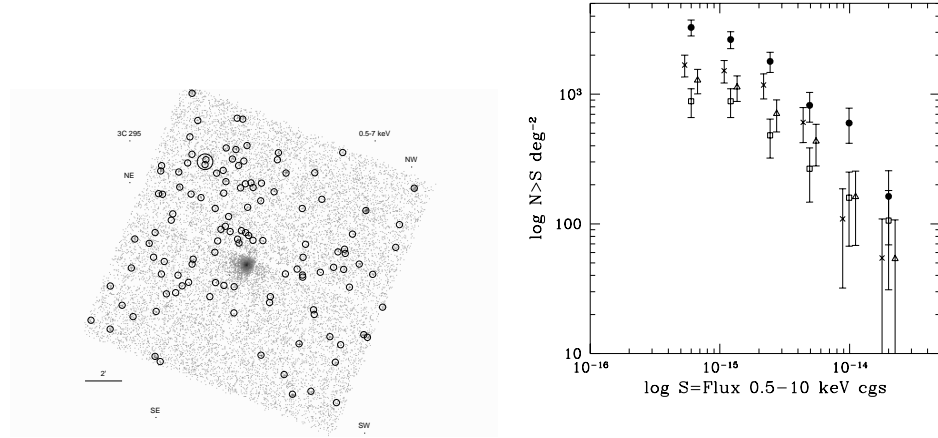 3C 295
0.5-7 keV
NW
NE
2'
SE
SW
log N>S deg⁻²
10³
100
10
10⁻¹⁶
10⁻¹⁵
10⁻¹⁴
log S=Flux 0.5−10 keV cgs